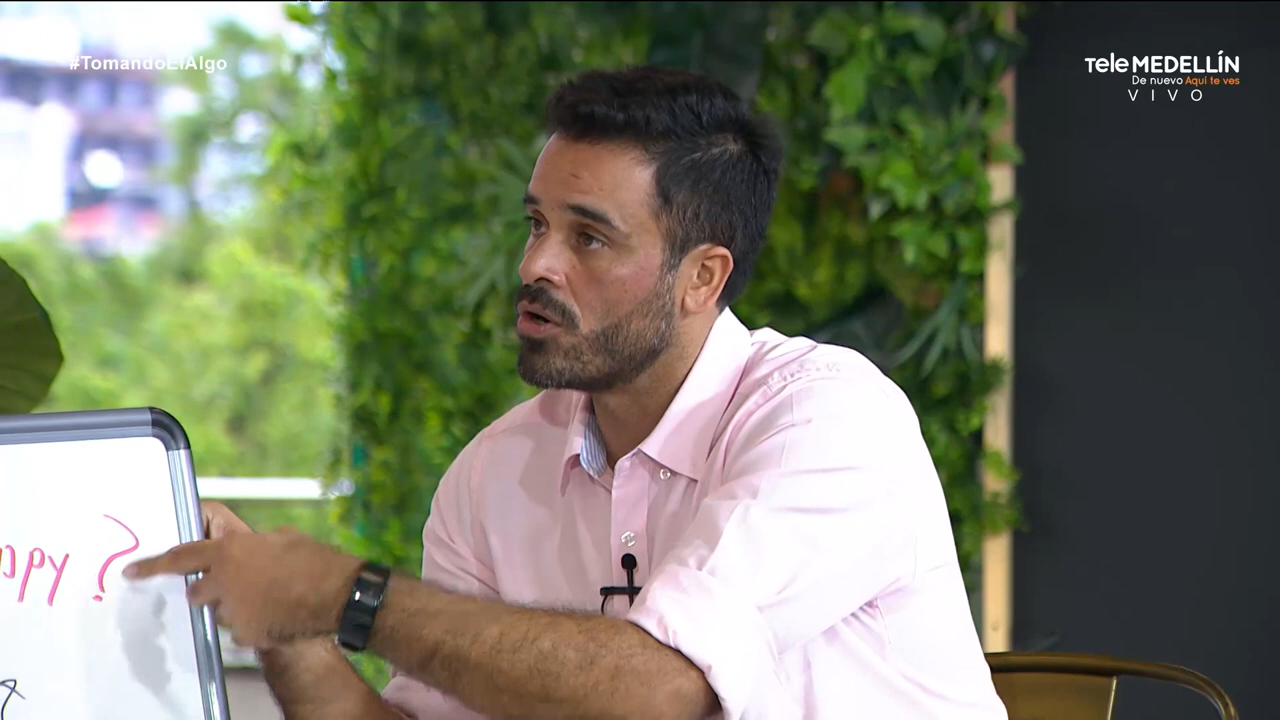 #TomandoElAlgo
TeleMEDELLÍN
De nuevo Aquí te ves
VIVO
ppy ?